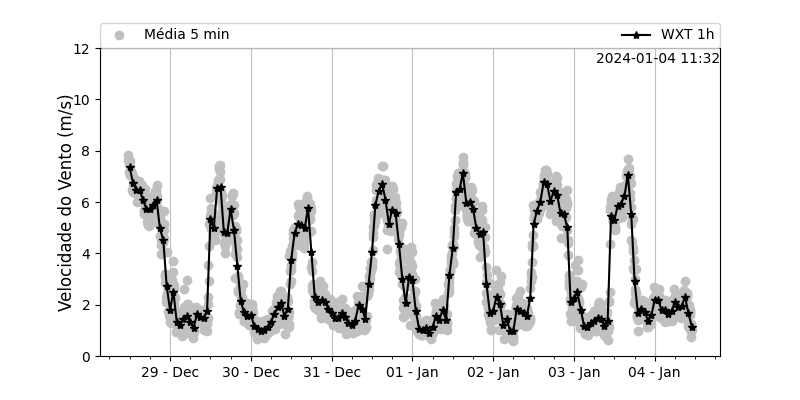 Média 5 min WXT 1h
2024-01-04 11:32
Velocidade do Vento (m/s)
12
10
8
6
4
2
0
29 - Dec 30 - Dec 31 - Dec 01 - Jan 02 - Jan 03 - Jan 04 - Jan